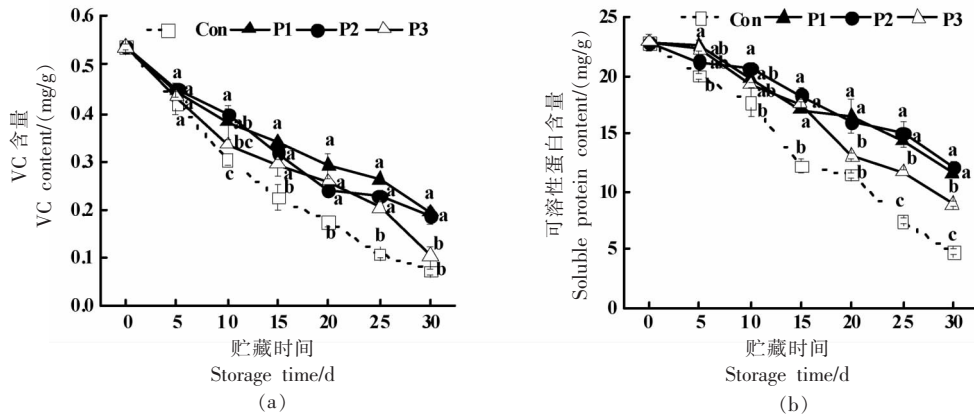 Con P1 P2 P3
0.6
0.5
0.4
0.3
0.2
0.1
0.0
VC 含量
VC content/(mg/g)
a
a
a
a
a
ab
bc
c
a
a
a
b
a
a
a
b
a
a
a
b
a
a
b
b
0 5 10 15 20 25 30
贮藏时间
Storage time/d
(a)
Con P1 P2 P3
25
20
15
10
5
0
可溶性蛋白含量
Soluble protein content/(mg/g)
a
ab
ab
b
a
ab
ab
b
a
a
a
b
a
a
b
b
a
a
b
c
a
a
b
c
0 5 10 15 20 25 30
贮藏时间
Storage time/d
(b)